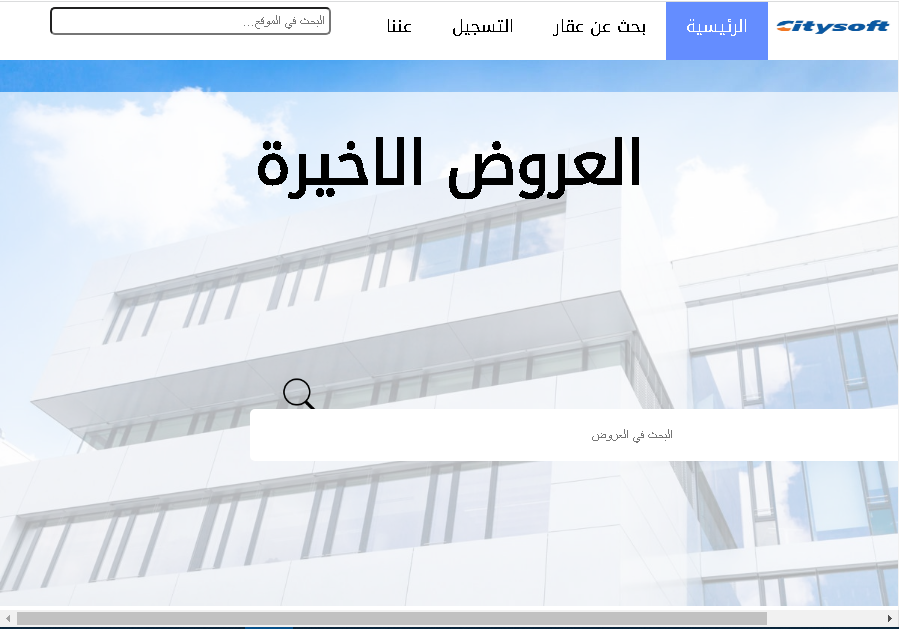 Citysoft
الرئيسية
بحث عن عقار
التسجيل
عننا
البحث في الموقع...
العروض الاخيرة
البحث في العروض